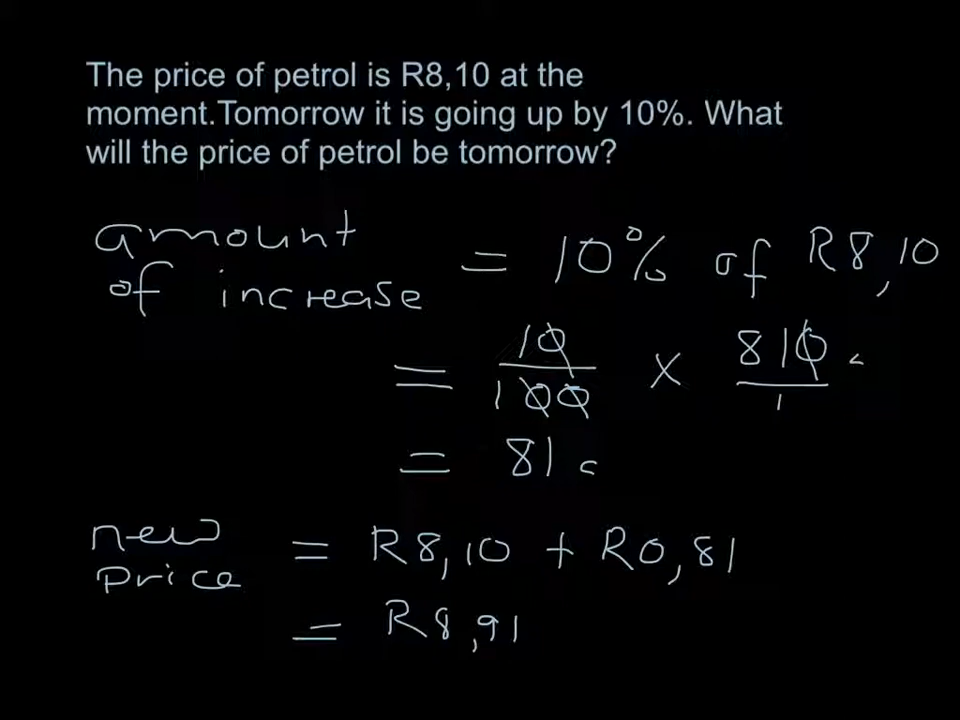 The price of petrol is R8,10 at the
moment.Tomorrow it is going up by 10%. What
will the price of petrol be tomorrow?
amount
of increase = 10% of R8,10
= 10/100 × 810/1 c
= 81 c
new
price = R8,10 + R0,81
= R8,91